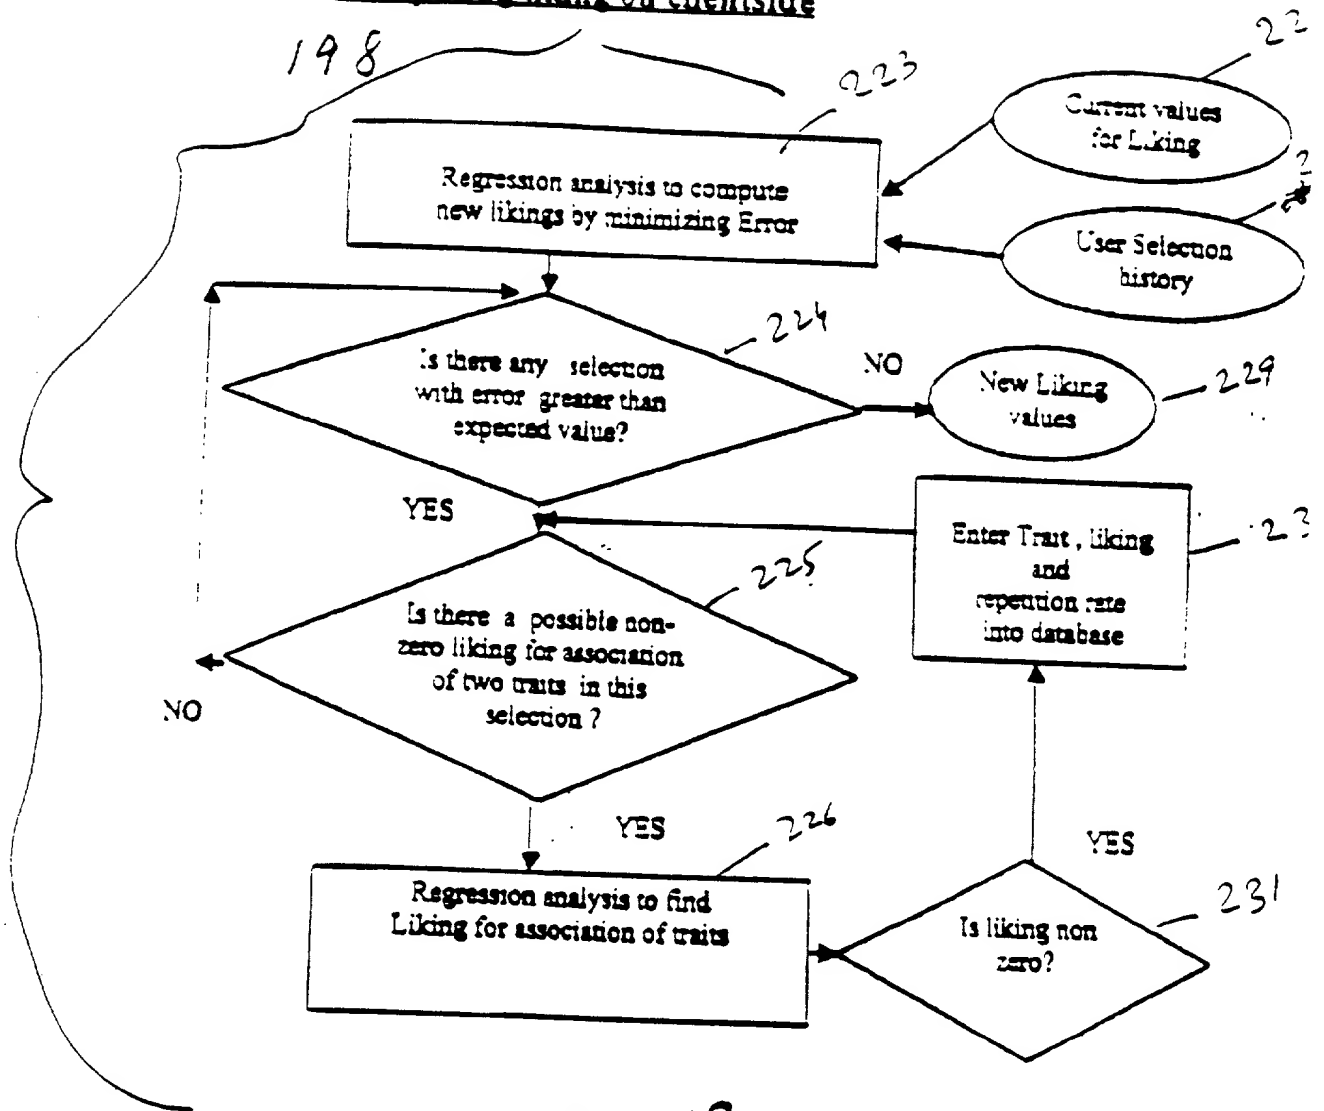 on clientside
198
223
22
Current values
for Liking
Regression analysis to compute
new likings by minimizing Error
User Selection
history
224
Is there any selection
with error greater than
expected value?
NO
New Liking
values
229
YES
Enter Trait, liking
and
repetition rate
into database
23
225
Is there a possible non-
zero liking for association
of two traits in this
selection ?
NO
YES
226
YES
Regression analysis to find
Liking for association of traits
231
Is liking non
zero?